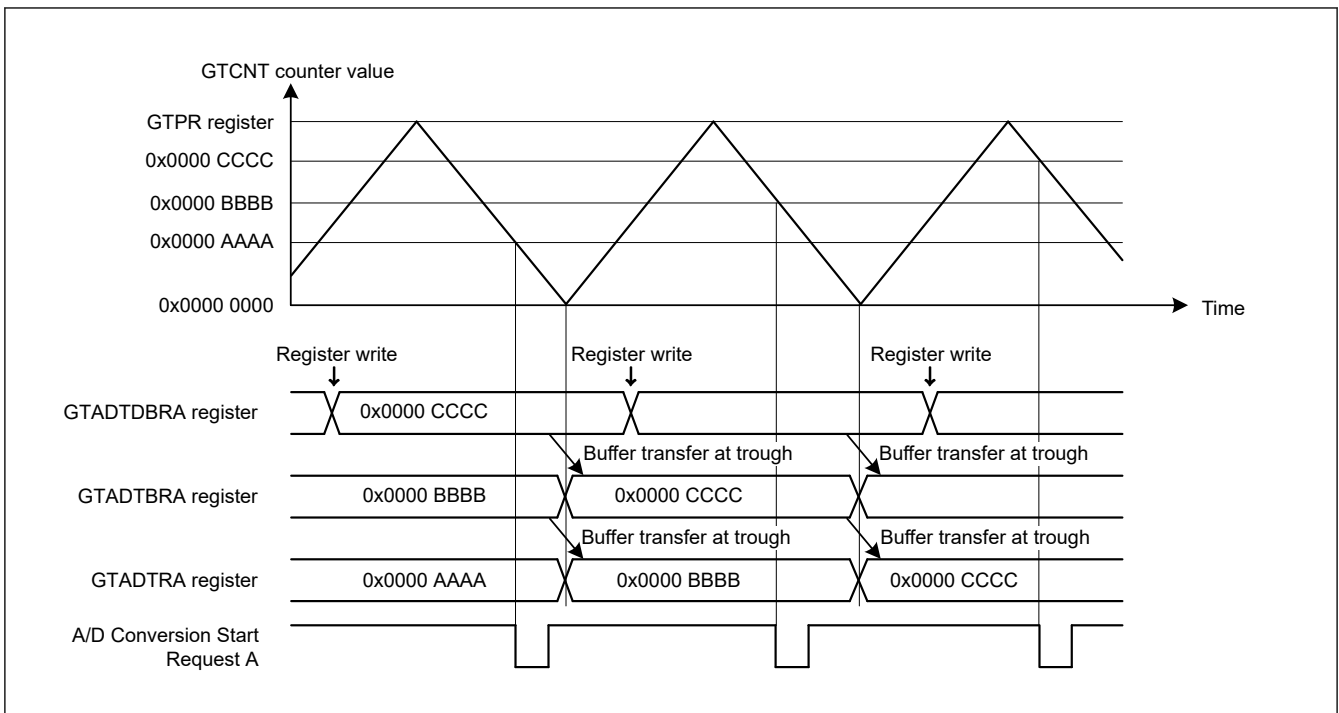 GTCNT counter value
GTPR register
0x0000 CCCC
0x0000 BBBB
0x0000 AAAA
0x0000 0000
Time
Register write
Register write
Register write
GTADTDBRA register
0x0000 CCCC
Buffer transfer at trough
Buffer transfer at trough
GTADTBRA register
0x0000 BBBB
0x0000 CCCC
Buffer transfer at trough
Buffer transfer at trough
GTADTRA register
0x0000 AAAA
0x0000 BBBB
0x0000 CCCC
A/D Conversion Start
Request A